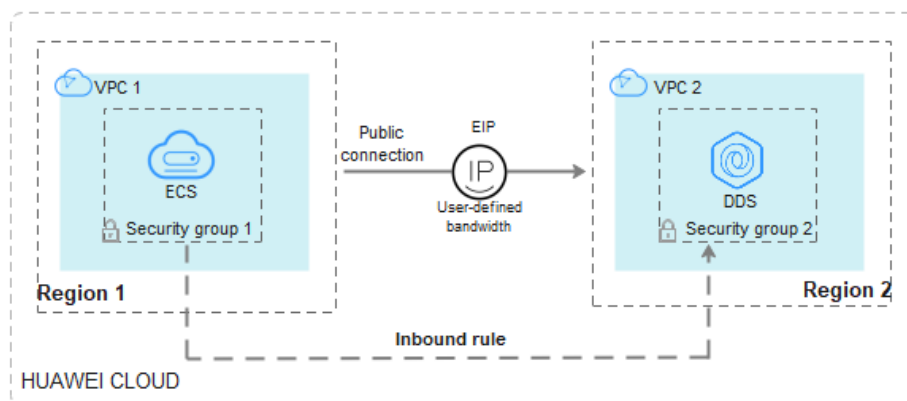 VPC 1
ECS
Security group 1
Region 1
Public
connection
EIP
IP
User-defined
bandwidth
VPC 2
DDS
Security group 2
Region 2
Inbound rule
HUAWEI CLOUD